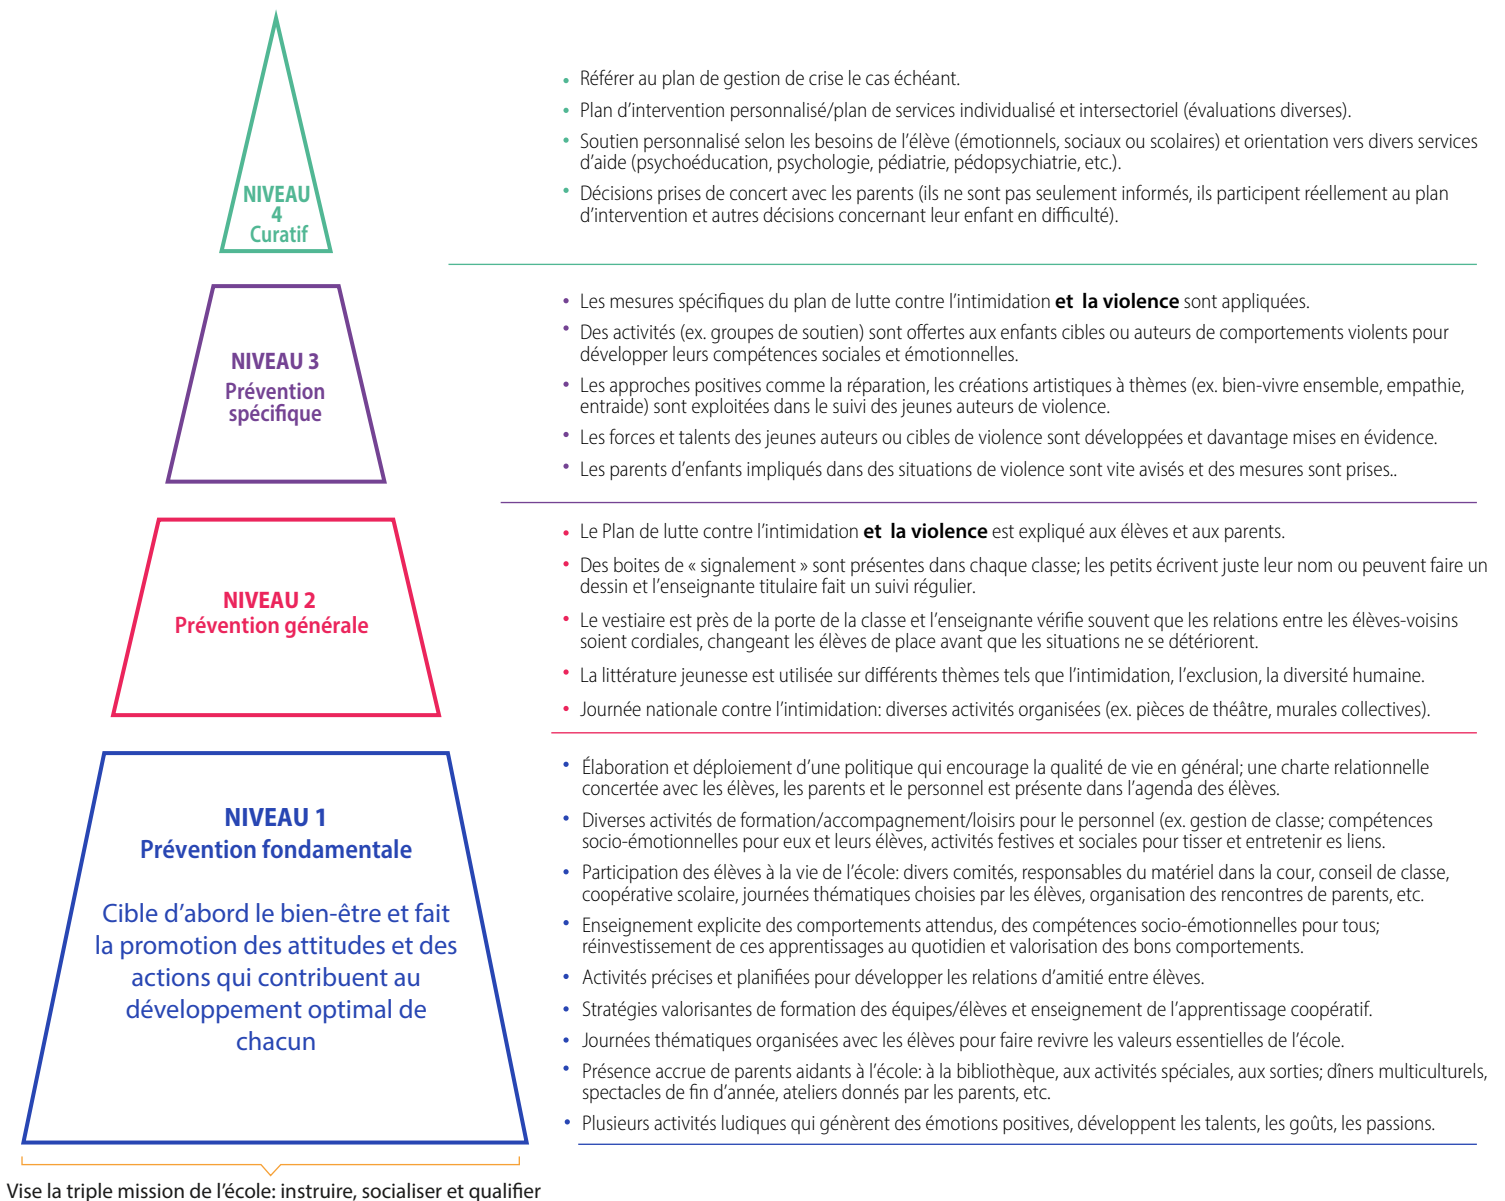 NIVEAU
4
Curatif
• Référer au plan de gestion de crise le cas échéant.
• Plan d’intervention personnalisé/plan de services individualisé et intersectoriel (évaluations diverses).
• Soutien personnalisé selon les besoins de l’élève (émotionnels, sociaux ou scolaires) et orientation vers divers services
d’aide (psychoéducation, psychologie, pédiatrie, pédopsychiatrie, etc.).
• Décisions prises de concert avec les parents (ils ne sont pas seulement informés, ils participent réellement au plan
d’intervention et autres décisions concernant leur enfant en difficulté).
NIVEAU 3
Prévention
spécifique
• Les mesures spécifiques du plan de lutte contre l’intimidation et la violence sont appliquées.
• Des activités (ex. groupes de soutien) sont offertes aux enfants cibles ou auteurs de comportements violents pour
développer leurs compétences sociales et émotionnelles.
• Les approches positives comme la réparation, les créations artistiques à thèmes (ex. bien-vivre ensemble, empathie,
entraide) sont exploitées dans le suivi des jeunes auteurs de violence.
• Les forces et talents des jeunes auteurs ou cibles de violence sont développées et davantage mises en évidence.
• Les parents d’enfants impliqués dans des situations de violence sont vite avisés et des mesures sont prises..
NIVEAU 2
Prévention générale
• Le Plan de lutte contre l’intimidation et la violence est expliqué aux élèves et aux parents.
• Des boites de « signalement » sont présentes dans chaque classe; les petits écrivent juste leur nom ou peuvent faire un
dessin et l’enseignante titulaire fait un suivi régulier.
• Le vestiaire est près de la porte de la classe et l’enseignante vérifie souvent que les relations entre les élèves-voisins
soient cordiales, changeant les élèves de place avant que les situations ne se détériorent.
• La littérature jeunesse est utilisée sur différents thèmes tels que l’intimidation, l’exclusion, la diversité humaine.
• Journée nationale contre l’intimidation: diverses activités organisées (ex. pièces de théâtre, murales collectives).
NIVEAU 1
Prévention fondamentale
Cible d’abord le bien-être et fait
la promotion des attitudes et des
actions qui contribuent au
développement optimal de
chacun
• Élaboration et déploiement d’une politique qui encourage la qualité de vie en général; une charte relationnelle
concertée avec les élèves, les parents et le personnel est présente dans l’agenda des élèves.
• Diverses activités de formation/accompagnement/loisirs pour le personnel (ex. gestion de classe; compétences
socio-émotionnelles pour eux et leurs élèves, activités festives et sociales pour tisser et entretenir es liens.
• Participation des élèves à la vie de l’école: divers comités, responsables du matériel dans la cour, conseil de classe,
coopérative scolaire, journées thématiques choisies par les élèves, organisation des rencontres de parents, etc.
• Enseignement explicite des comportements attendus, des compétences socio-émotionnelles pour tous;
réinvestissement de ces apprentissages au quotidien et valorisation des bons comportements.
• Activités précises et planifiées pour développer les relations d’amitié entre élèves.
• Stratégies valorisantes de formation des équipes/élèves et enseignement de l’apprentissage coopératif.
• Journées thématiques organisées avec les élèves pour faire revivre les valeurs essentielles de l’école.
• Présence accrue de parents aidants à l’école: à la bibliothèque, aux activités spéciales, aux sorties; dîners multiculturels,
spectacles de fin d’année, ateliers donnés par les parents, etc.
• Plusieurs activités ludiques qui génèrent des émotions positives, développent les talents, les goûts, les passions.
Vise la triple mission de l’école: instruire, socialiser et qualifier